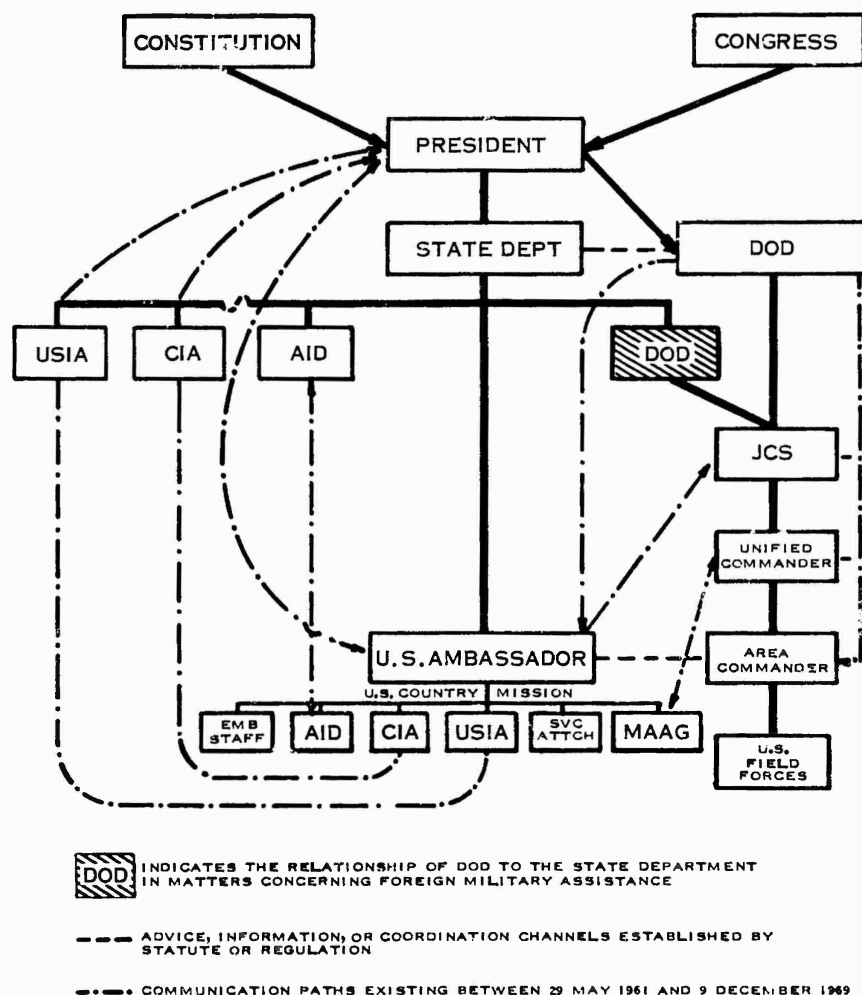 CONSTITUTION
CONGRESS
PRESIDENT
STATE DEPT
DOD
USIA
CIA
AID
DOD
JCS
UNIFIED
COMMANDER
U.S. AMBASSADOR
AREA
COMMANDER
U.S. COUNTRY MISSION
EMB
STAFF
AID
CIA
USIA
SVC
ATTCH
MAAG
U.S.
FIELD
FORCES
DOD
INDICATES THE RELATIONSHIP OF DOD TO THE STATE DEPARTMENT
IN MATTERS CONCERNING FOREIGN MILITARY ASSISTANCE
ADVICE, INFORMATION, OR COORDINATION CHANNELS ESTABLISHED BY
STATUTE OR REGULATION
COMMUNICATION PATHS EXISTING BETWEEN 29 MAY 1961 AND 9 DECEMBER 1969